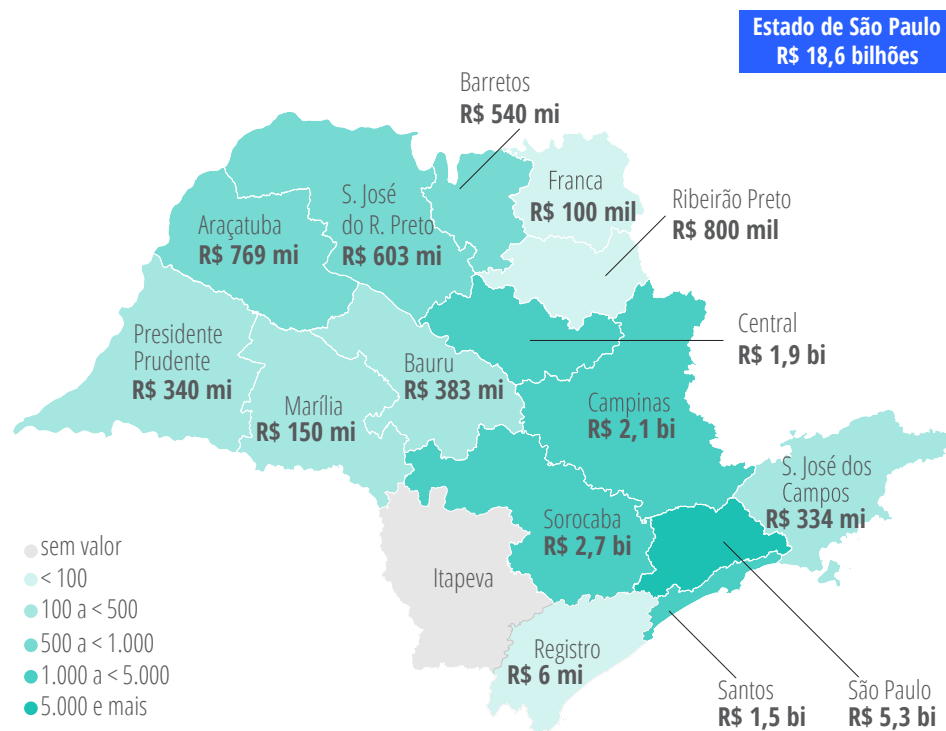 Estado de São Paulo
R$ 18,6 bilhões
Barretos
R$ 540 mi
Franca
R$ 100 mil
Ribeirão Preto
R$ 800 mil
S. José
do R. Preto
R$ 603 mi
Araçatuba
R$ 769 mi
Central
R$ 1,9 bi
Presidente
Prudente
R$ 340 mi
Bauru
R$ 383 mi
Marília
R$ 150 mi
Campinas
R$ 2,1 bi
S. José dos
Campos
R$ 334 mi
Sorocaba
R$ 2,7 bi
Itapeva
Registro
R$ 6 mi
Santos
R$ 1,5 bi
São Paulo
R$ 5,3 bi
sem valor
< 100
100 a < 500
500 a < 1.000
1.000 a < 5.000
5.000 e mais